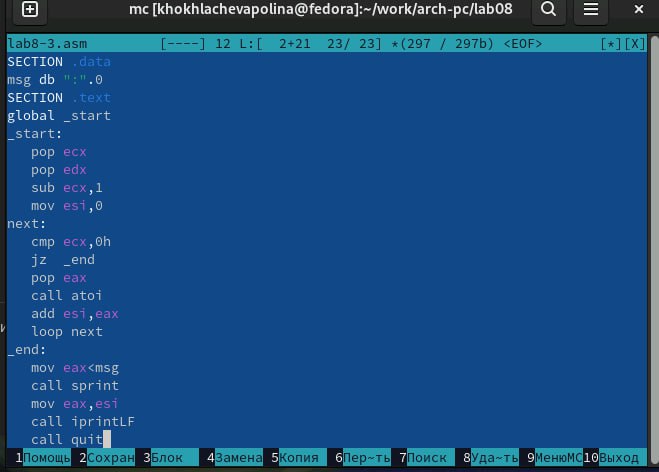 mc [khokhlachevapolina@fedora]:~/work/arch-pc/lab08
lab8-3.asm [----] 12 L:[ 2+21 23/ 23] *(297 / 297b) <EOF> [*][X]
SECTION .data
msg db ":".0
SECTION .text
global _start
_start:
pop ecx
pop edx
sub ecx,1
mov esi,0
next:
cmp ecx,0h
jz _end
pop eax
call atoi
add esi,eax
loop next
_end:
mov eax<msg
call sprint
mov eax,esi
call iprintLF
call quit
1Помощь 2Сохран 3Блок 4Замена 5Копия 6Пер~ть 7Поиск 8Уда~ть 9МенюMC 10Выход